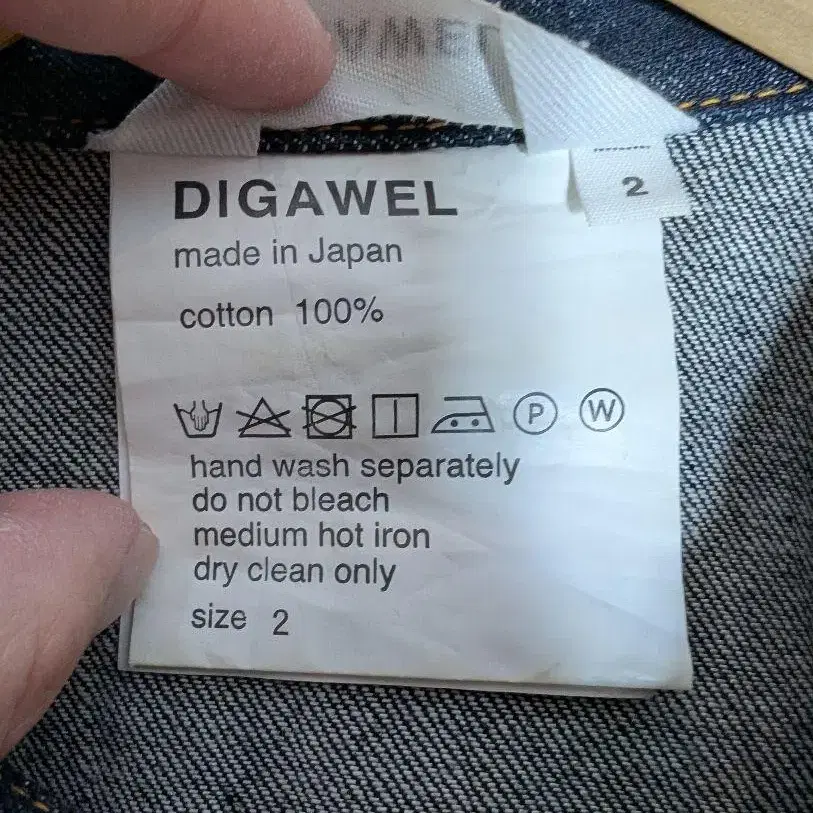 2
DIGAWEL
made in Japan
cotton 100%
P W
hand wash separately
do not bleach
medium hot iron
dry clean only
size 2